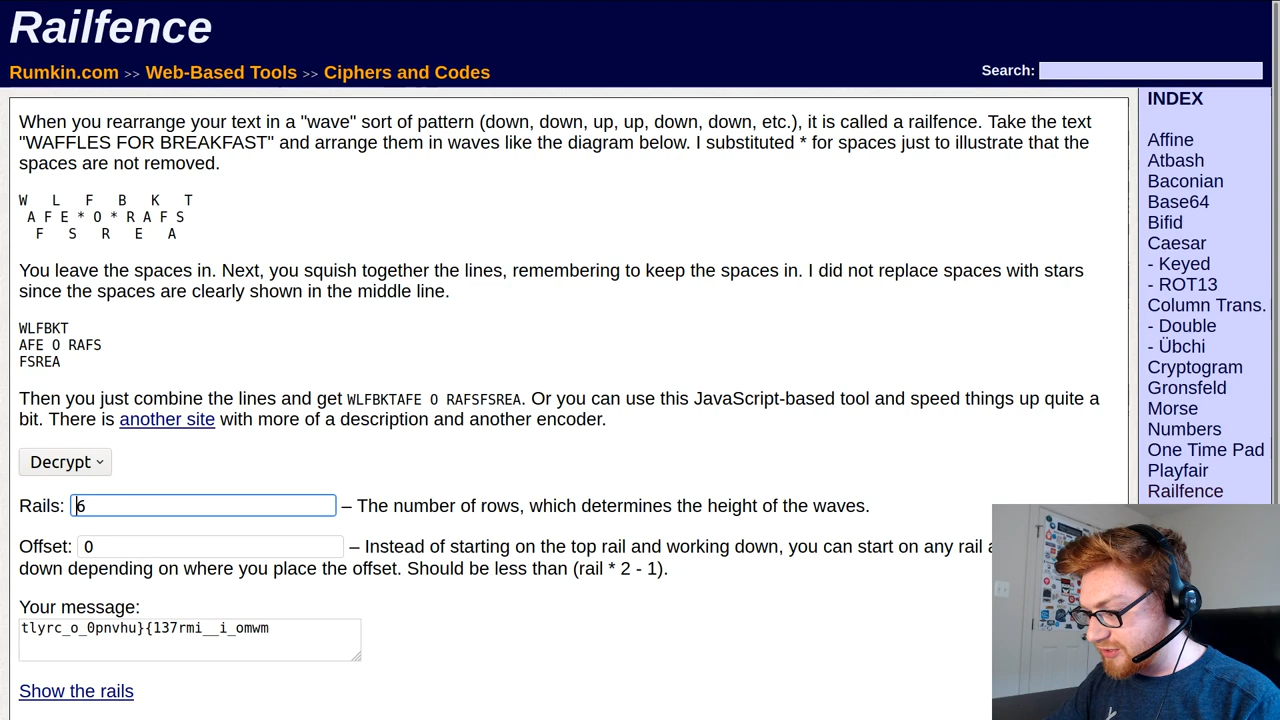 Railfence
Rumkin.com >> Web-Based Tools >> Ciphers and Codes
Search:
When you rearrange your text in a "wave" sort of pattern (down, down, up, up, down, down, etc.), it is called a railfence. Take the text
"WAFFLES FOR BREAKFAST" and arrange them in waves like the diagram below. I substituted * for spaces just to illustrate that the
spaces are not removed.
W   L   F   B   K   T
 A F E * O * R A F S
  F   S   R   E   A
You leave the spaces in. Next, you squish together the lines, remembering to keep the spaces in. I did not replace spaces with stars
since the spaces are clearly shown in the middle line.
WLFBKT
AFE O RAFS
FSREA
Then you just combine the lines and get WLFBKTAFE O RAFSFSREA. Or you can use this JavaScript-based tool and speed things up quite a
bit. There is another site with more of a description and another encoder.
Decrypt
Rails: 6 – The number of rows, which determines the height of the waves.
Offset: 0 – Instead of starting on the top rail and working down, you can start on any rail
down depending on where you place the offset. Should be less than (rail * 2 - 1).
Your message:
tlyrc_o_0pnvhu}{137rmi__i_omwm
Show the rails
INDEX
Affine
Atbash
Baconian
Base64
Bifid
Caesar
- Keyed
- ROT13
Column Trans.
- Double
- Übchi
Cryptogram
Gronsfeld
Morse
Numbers
One Time Pad
Playfair
Railfence